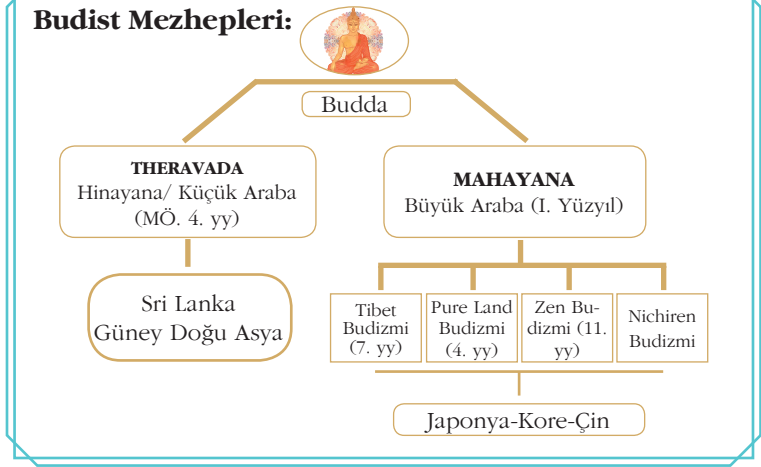 Budist Mezhepleri:
Budda
THERAVADA
Hinayana/ Küçük Araba
(MÖ. 4. yy)
MAHAYANA
Büyük Araba (I. Yüzyıl)
Sri Lanka
Güney Doğu Asya
Tibet
Budizmi
(7. yy)
Pure Land
Budizmi
(4. yy)
Zen Bu-
dizmi (11.
yy)
Nichiren
Budizmi
Japonya-Kore-Çin